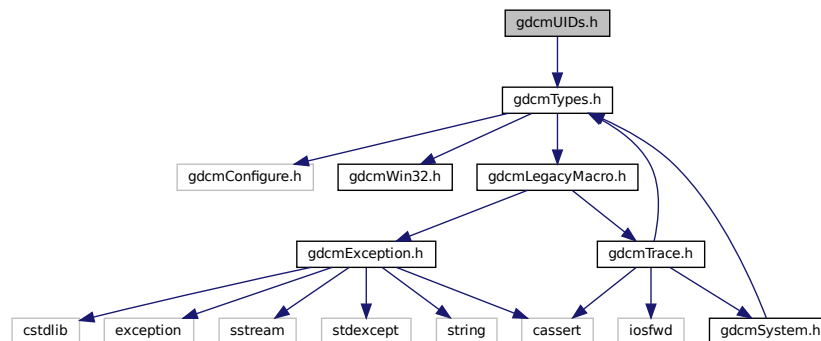 gdcmUIDs.h
gdcmTypes.h
gdcmConfigure.h
gdcmWin32.h
gdcmLegacyMacro.h
gdcmException.h
gdcmTrace.h
cstdlib
exception
sstream
stdexcept
string
cassert
iosfwd
gdcmSystem.h